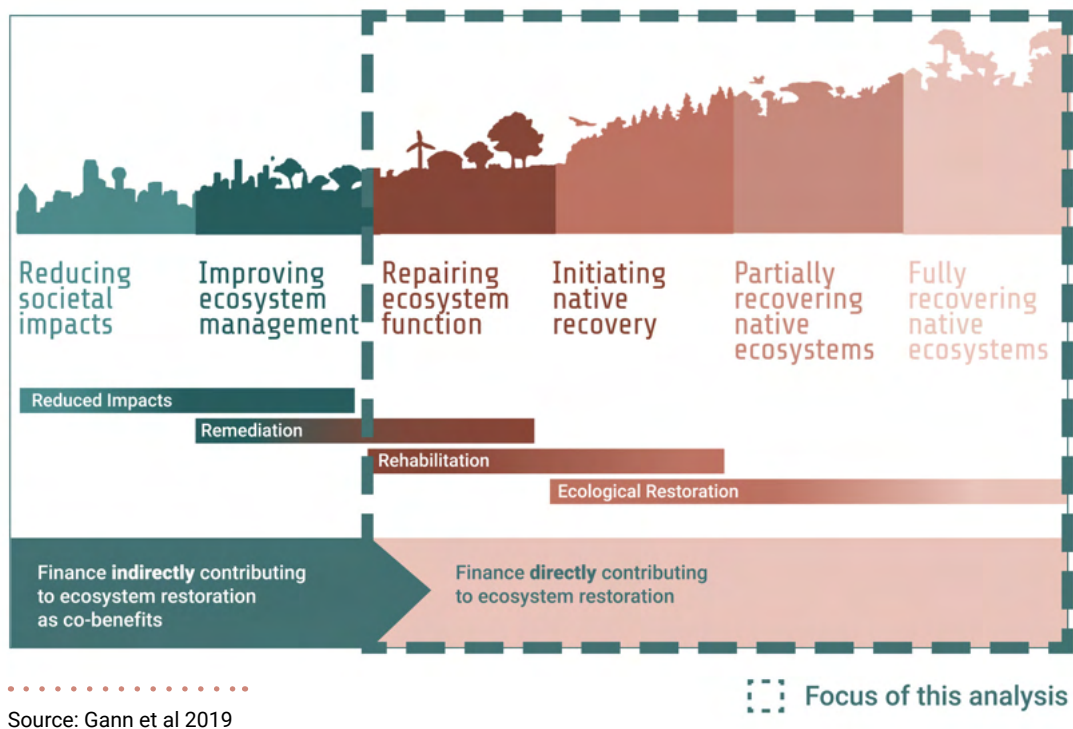 Reducing
societal
impacts
Improving
ecosystem
management
Repairing
ecosystem
function
Initiating
native
recovery
Partially
recovering
native
ecosystems
Fully
recovering
native
ecosystems
Reduced Impacts
Remediation
Rehabilitation
Ecological Restoration
Finance indirectly contributing
to ecosystem restoration
as co-benefits
Finance directly contributing
to ecosystem restoration
Focus of this analysis
Source: Gann et al 2019